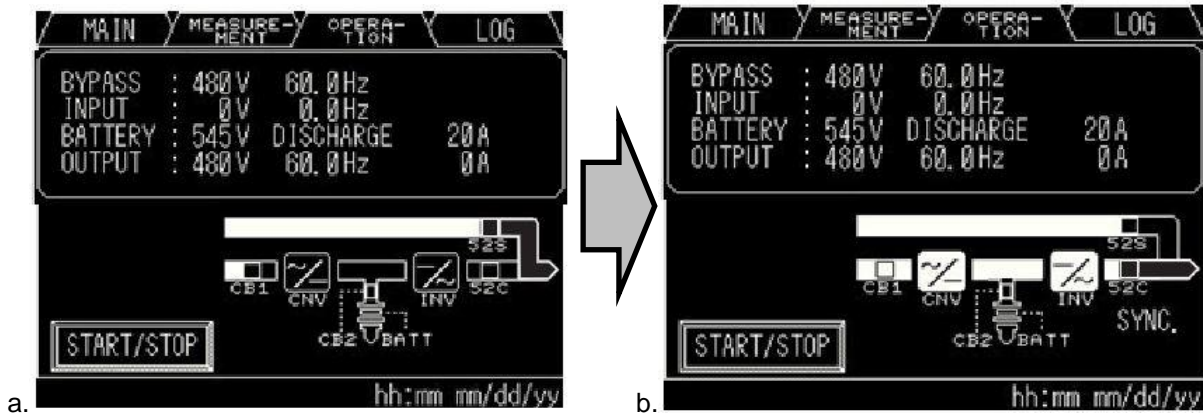 MAIN MEASURE-MENT OPERA-TION LOG
BYPASS : 480V 60.0Hz
INPUT : 0V 0.0Hz
BATTERY : 545V DISCHARGE 20A
OUTPUT : 480V 60.0Hz 0A
52S
CB1 CNV INV 52C
CB2 BATT
START/STOP
hh:mm mm/dd/yy
a.
MAIN MEASURE-MENT OPERA-TION LOG
BYPASS : 480V 60.0Hz
INPUT : 0V 0.0Hz
BATTERY : 545V DISCHARGE 20A
OUTPUT : 480V 60.0Hz 0A
52S
CB1 CNV INV 52C
SYNC.
CB2 BATT
START/STOP
hh:mm mm/dd/yy
b.